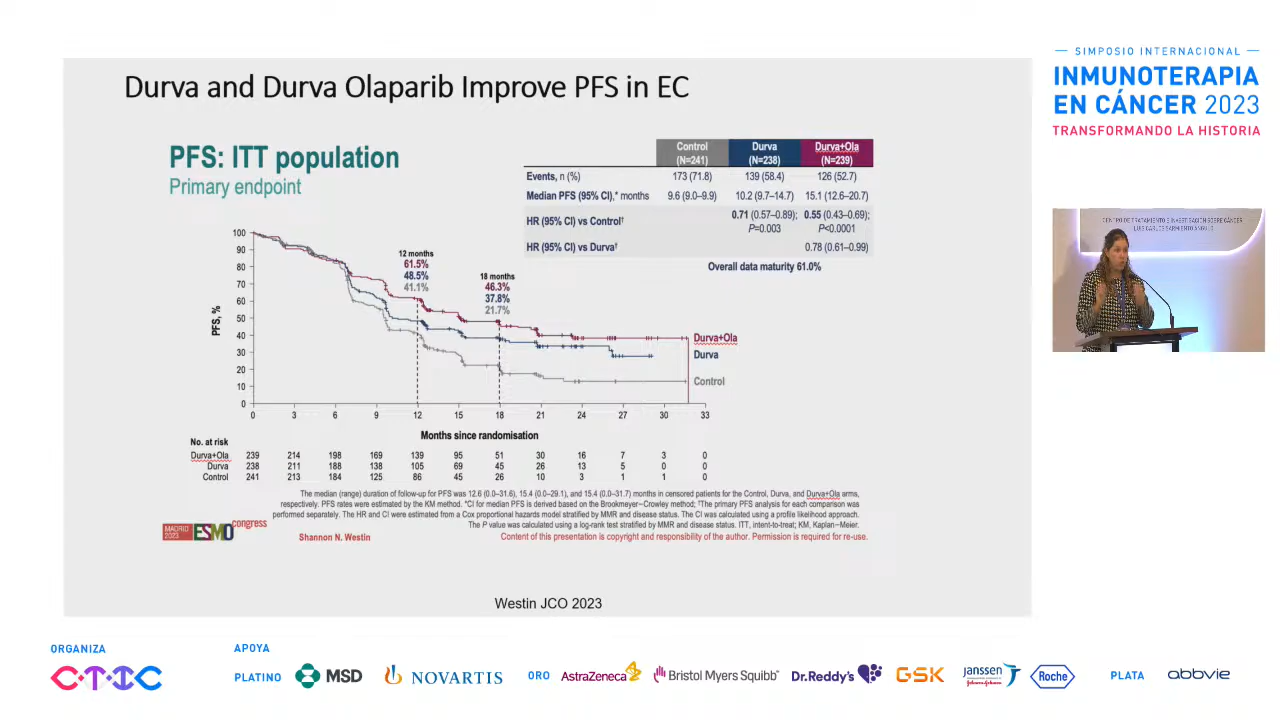 Durva and Durva Olaparib Improve PFS in EC
PFS: ITT population
Primary endpoint
Control (N=241) Durva (N=238) Durva+Ola (N=239)
Events, n (%) 173 (71.8) 139 (58.4) 126 (52.7)
Median PFS (95% CI),* months 9.6 (9.0–9.9) 10.2 (9.7–14.7) 15.1 (12.6–20.7)
HR (95% CI) vs Control† 0.71 (0.57–0.89); P=0.003 0.55 (0.43–0.69); P<0.0001
HR (95% CI) vs Durva† 0.78 (0.61–0.99)
Overall data maturity 61.0%
PFS, %
100
90
80
70
60
50
40
30
20
10
0
12 months
61.5%
48.5%
41.1%
18 months
46.3%
37.8%
21.7%
Durva+Ola
Durva
Control
0 3 6 9 12 15 18 21 24 27 30 33
Months since randomisation
No. at risk
Durva+Ola 239 214 198 169 139 95 51 30 16 7 3 0
Durva 238 211 188 138 105 69 45 26 13 5 0 0
Control 241 213 184 125 86 45 26 10 3 1 1 0
The median (range) duration of follow-up for PFS was 12.6 (0.0–31.6), 15.4 (0.0–29.1), and 15.4 (0.0–31.7) months in censored patients for the Control, Durva, and Durva+Ola arms,
respectively. PFS rates were estimated by the KM method. *CI for median PFS is derived based on the Brookmeyer–Crowley method; †The primary PFS analysis for each comparison was
performed separately. The HR and CI were estimated from a Cox proportional hazards model stratified by MMR and disease status. The CI was calculated using a profile likelihood approach.
The P value was calculated using a log-rank test stratified by MMR and disease status. ITT, intent-to-treat; KM, Kaplan–Meier.
MADRID 2023 ESMO congress
Shannon N. Westin
Content of this presentation is copyright and responsibility of the author. Permission is required for re-use.
Westin JCO 2023
SIMPOSIO INTERNACIONAL
INMUNOTERAPIA
EN CÁNCER 2023
TRANSFORMANDO LA HISTORIA
CENTRO DE TRATAMIENTO E INVESTIGACIÓN SOBRE CÁNCER
LUIS CARLOS SARMIENTO ANGULO
ORGANIZA
CTIC
APOYA
PLATINO
MSD
NOVARTIS
ORO
AstraZeneca
Bristol Myers Squibb
Dr.Reddy's
GSK
janssen
Johnson&Johnson
Roche
PLATA
abbvie